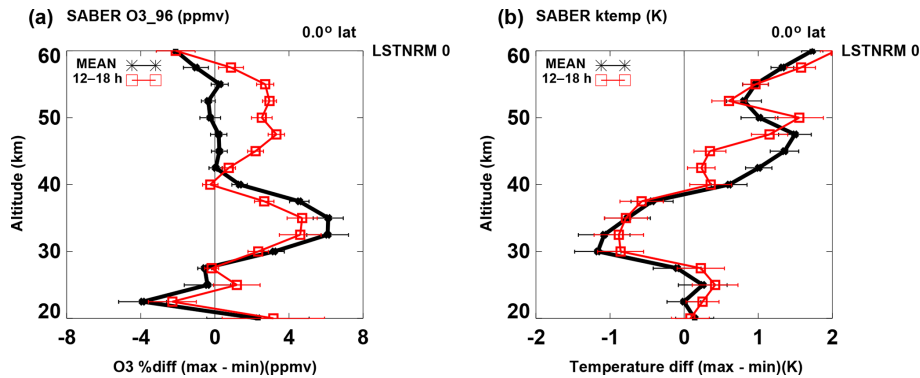 (a) SABER O3_96 (ppmv)
0.0° lat
LSTNRM 0
MEAN
12–18 h
60
50
40
30
20
Altitude (km)
-8 -4 0 4 8
O3 %diff (max - min)(ppmv)
(b) SABER ktemp (K)
0.0° lat
LSTNRM 0
MEAN
12–18 h
60
50
40
30
20
Altitude (km)
-2 -1 0 1 2
Temperature diff (max - min)(K)